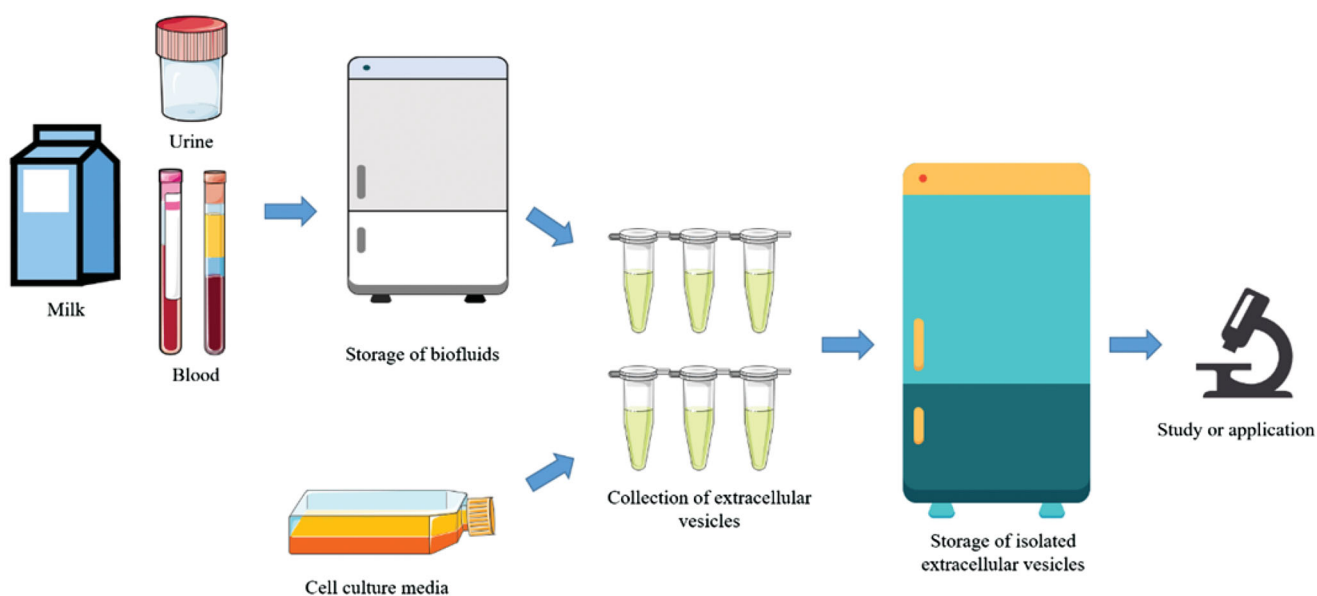 Urine
Milk
Blood
Storage of biofluids
Cell culture media
Collection of extracellular
vesicles
Storage of isolated
extracellular vesicles
Study or application